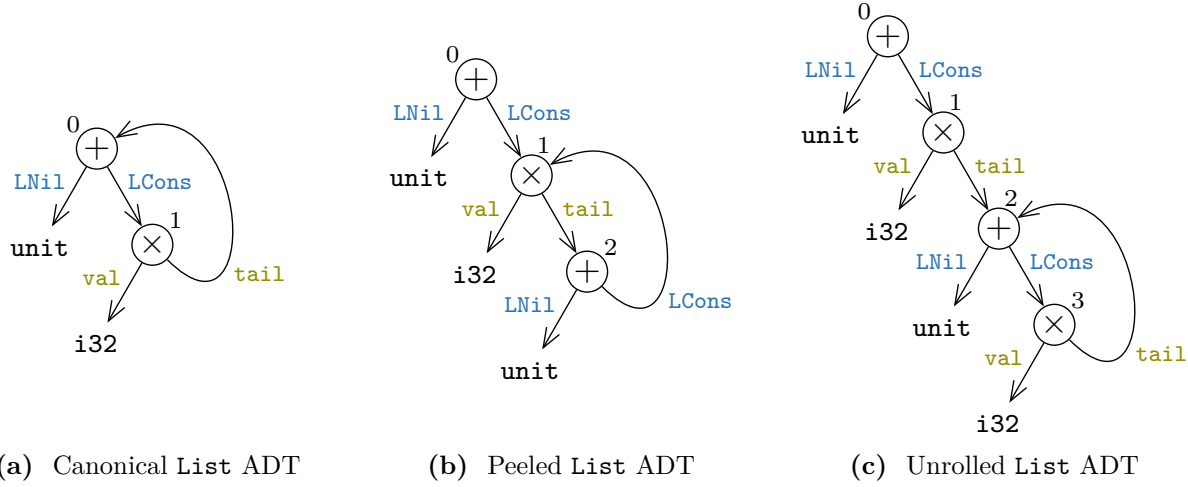 0
+
LNil
LCons
1
×
unit
val
tail
i32
(a) Canonical List ADT
0
+
LNil
LCons
1
×
unit
val
tail
2
+
i32
LNil
LCons
unit
(b) Peeled List ADT
0
+
LNil
LCons
1
×
unit
val
tail
2
+
i32
LNil
LCons
3
×
unit
val
tail
i32
(c) Unrolled List ADT